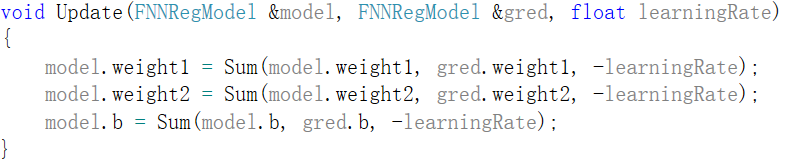 void Update(FNNRegModel &model, FNNRegModel &gred, float learningRate)
{
    model.weight1 = Sum(model.weight1, gred.weight1, -learningRate);
    model.weight2 = Sum(model.weight2, gred.weight2, -learningRate);
    model.b = Sum(model.b, gred.b, -learningRate);
}